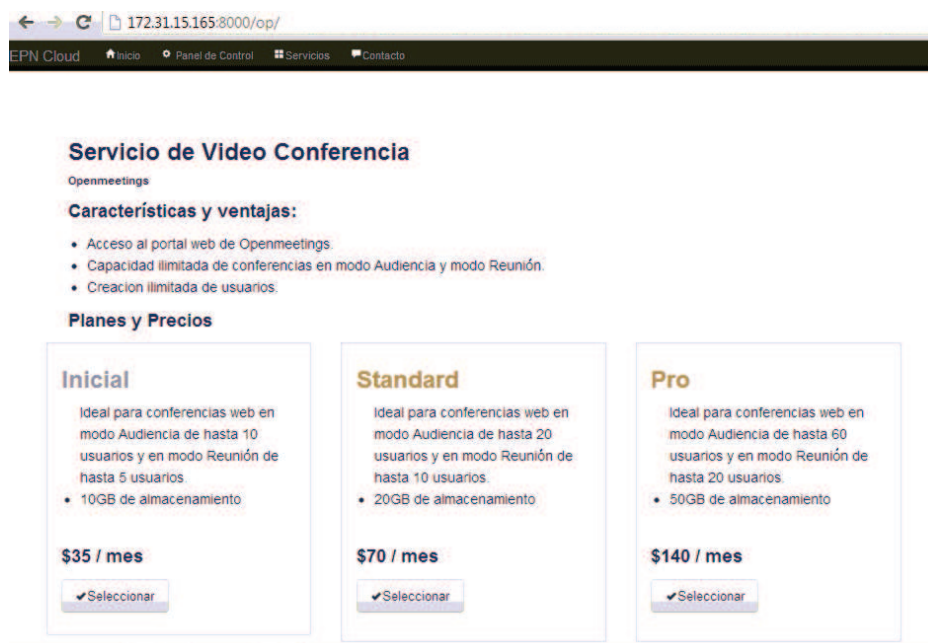 172.31.15.165:8000/op/
EPN Cloud Inicio Panel de Control Servicios Contacto
Servicio de Video Conferencia
Openmeetings
Características y ventajas:
Acceso al portal web de Openmeetings.
Capacidad ilimitada de conferencias en modo Audiencia y modo Reunión.
Creacion ilimitada de usuarios.
Planes y Precios
Inicial
Ideal para conferencias web en
modo Audiencia de hasta 10
usuarios y en modo Reunión de
hasta 5 usuarios.
10GB de almacenamiento
$35 / mes
Seleccionar
Standard
Ideal para conferencias web en
modo Audiencia de hasta 20
usuarios y en modo Reunión de
hasta 10 usuarios.
20GB de almacenamiento
$70 / mes
Seleccionar
Pro
Ideal para conferencias web en
modo Audiencia de hasta 60
usuarios y en modo Reunión de
hasta 20 usuarios.
50GB de almacenamiento
$140 / mes
Seleccionar